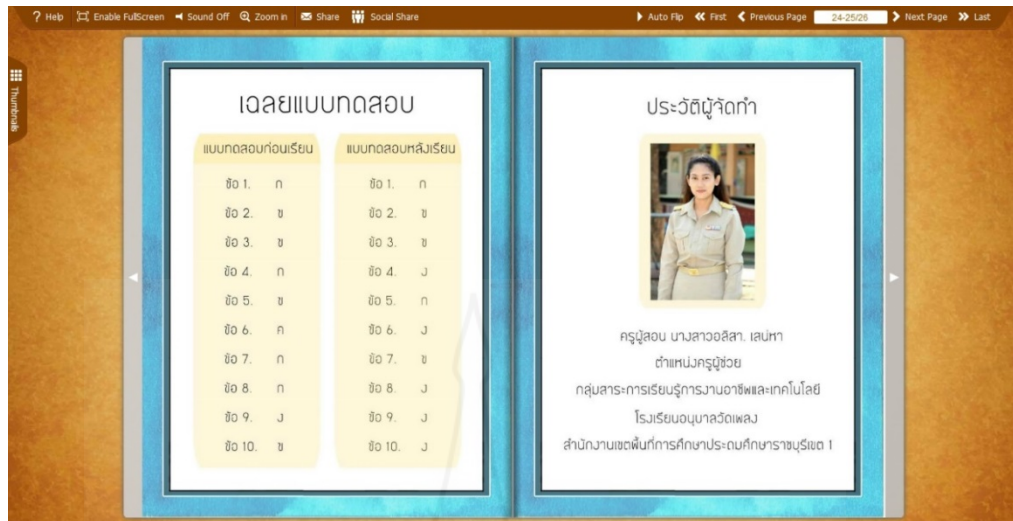 ? Help Enable FullScreen Sound Off Zoom in Share Social Share Auto Flip First Previous Page 24-25/26 Next Page Last
Thumbnails
เฉลยแบบทดสอบ
แบบทดสอบก่อนเรียน แบบทดสอบหลังเรียน
ข้อ 1. ก ข้อ 1. ก
ข้อ 2. ข ข้อ 2. ข
ข้อ 3. ข ข้อ 3. ข
ข้อ 4. ก ข้อ 4. ง
ข้อ 5. ข ข้อ 5. ก
ข้อ 6. ค ข้อ 6. ง
ข้อ 7. ก ข้อ 7. ข
ข้อ 8. ก ข้อ 8. ง
ข้อ 9. ง ข้อ 9. ง
ข้อ 10. ข ข้อ 10. ง
ประวัติผู้จัดทำ
ครูผู้สอน นางสาวอลิสา. เสน่หา
ตำแหน่งครูผู้ช่วย
กลุ่มสาระการเรียนรู้การงานอาชีพและเทคโนโลยี
โรงเรียนอนุบาลวัดเพลง
สำนักงานเขตพื้นที่การศึกษาประถมศึกษาราชบุรีเขต 1